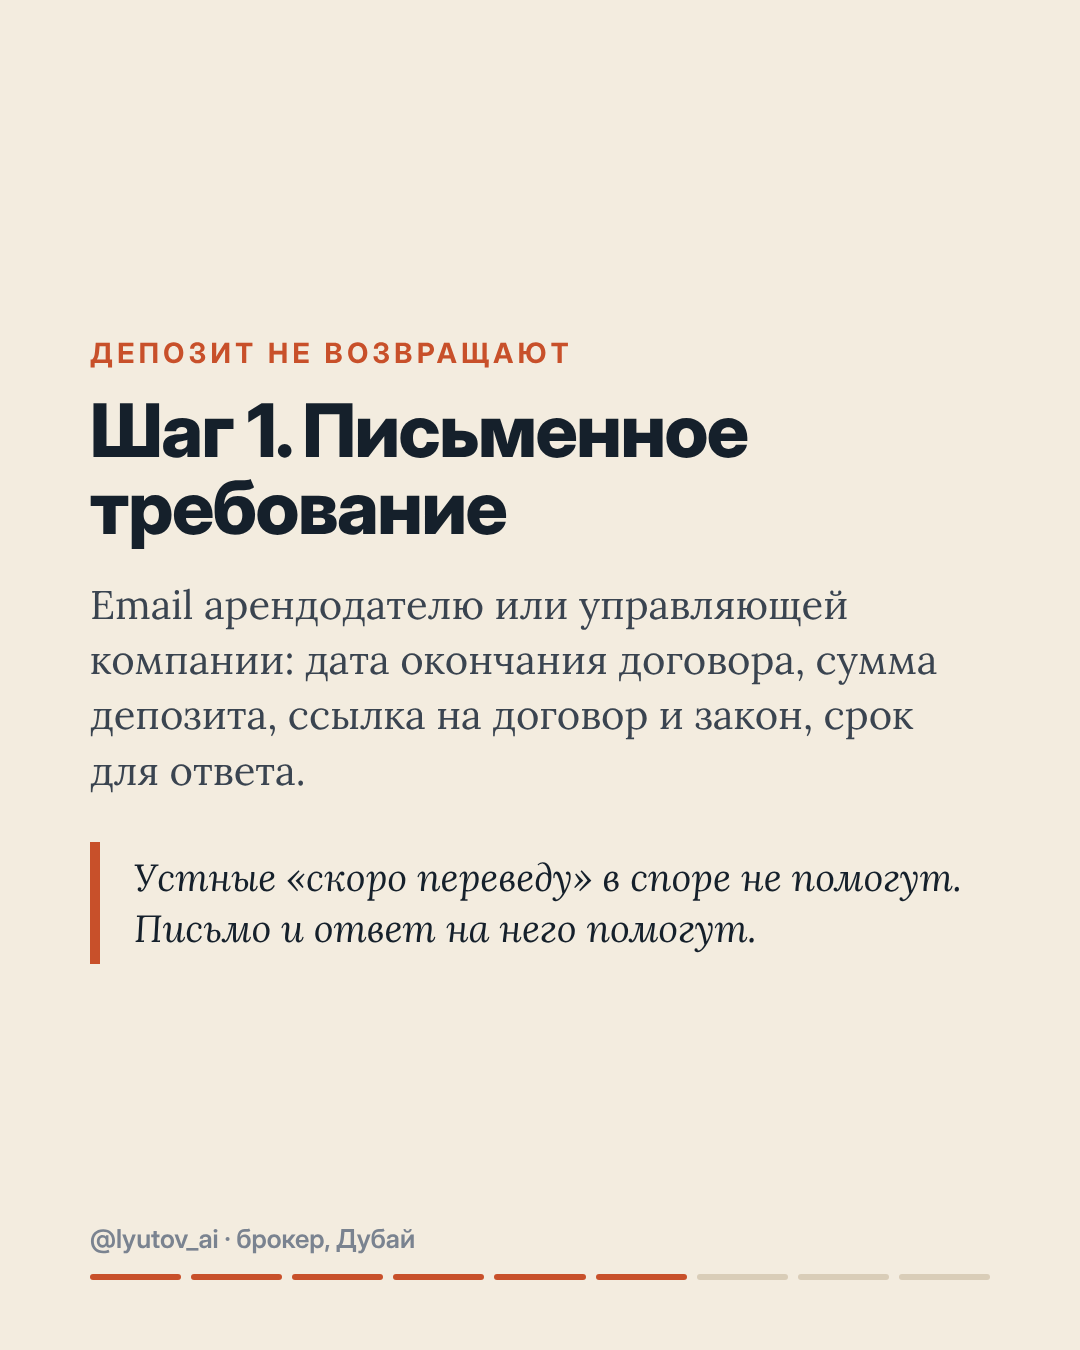 ДЕПОЗИТ НЕ ВОЗВРАЩАЮТ
Шаг 1. Письменное
требование
Email арендодателю или управляющей
компании: дата окончания договора, сумма
депозита, ссылка на договор и закон, срок
для ответа.
Устные «скоро переведу» в споре не помогут.
Письмо и ответ на него помогут.
@lyutov_ai · брокер, Дубай